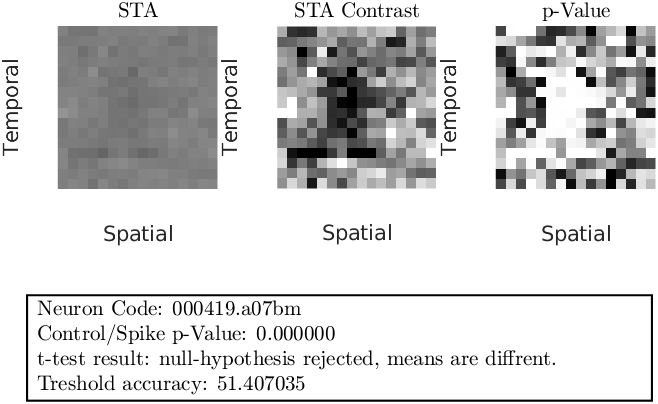 STA
STA Contrast
p-Value
Temporal
Temporal
Temporal
Spatial
Spatial
Spatial
Neuron Code: 000419.a07bm
Control/Spike p-Value: 0.000000
t-test result: null-hypothesis rejected, means are diffrent.
Treshold accuracy: 51.407035